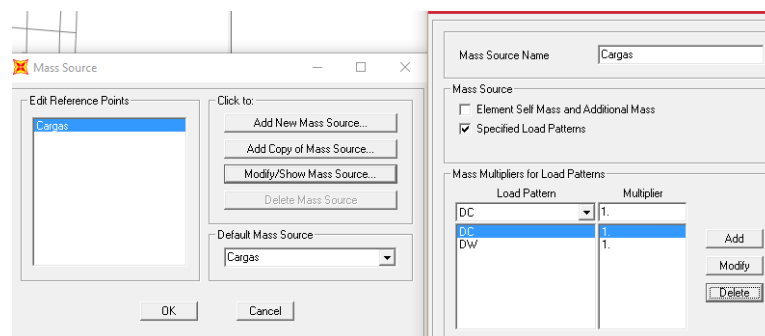 Mass Source
Edit Reference Points
Cargas
Click to:
Add New Mass Source...
Add Copy of Mass Source...
Modify/Show Mass Source...
Delete Mass Source
Default Mass Source
Cargas
OK
Cancel
Mass Source Name
Cargas
Mass Source
Element Self Mass and Additional Mass
Specified Load Patterns
Mass Multipliers for Load Patterns
Load Pattern Multiplier
DC 1.
DC 1.
DW 1.
Add
Modify
Delete